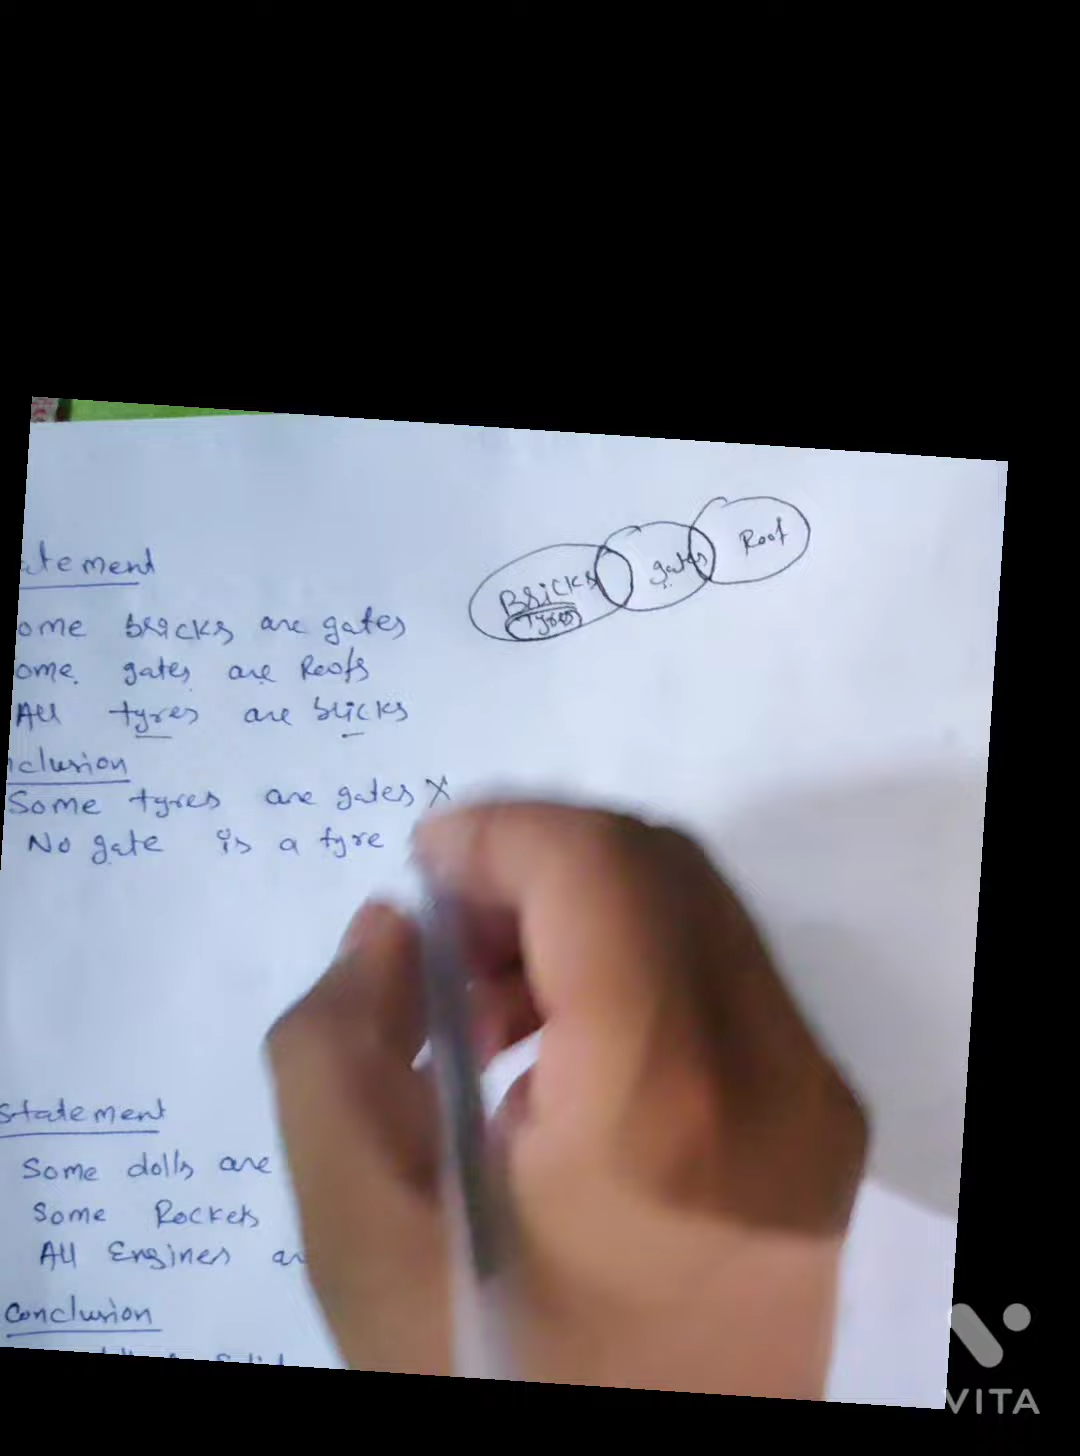 Bricks
Tyres
gates
Roof
tement
ome bricks are gates
ome gates are Roofs
All tyres are bricks
clusion
Some tyres are gates X
No gate is a tyre
Statement
Some dolls are
Some Rockets
All Engines ar
Conclusion
VITA